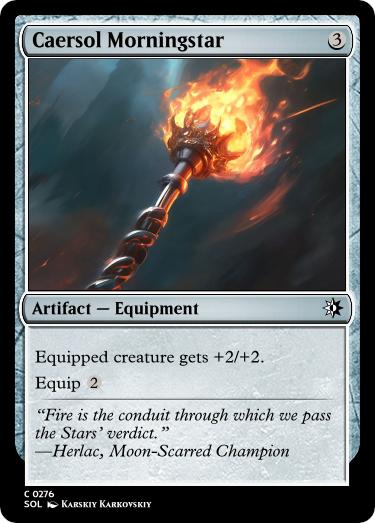 Caersol Morningstar 3
Artifact — Equipment
Equipped creature gets +2/+2.
Equip 2
“Fire is the conduit through which we pass
the Stars’ verdict.”
—Herlac, Moon-Scarred Champion
C 0276
SOL Karskiy Karkovskiy